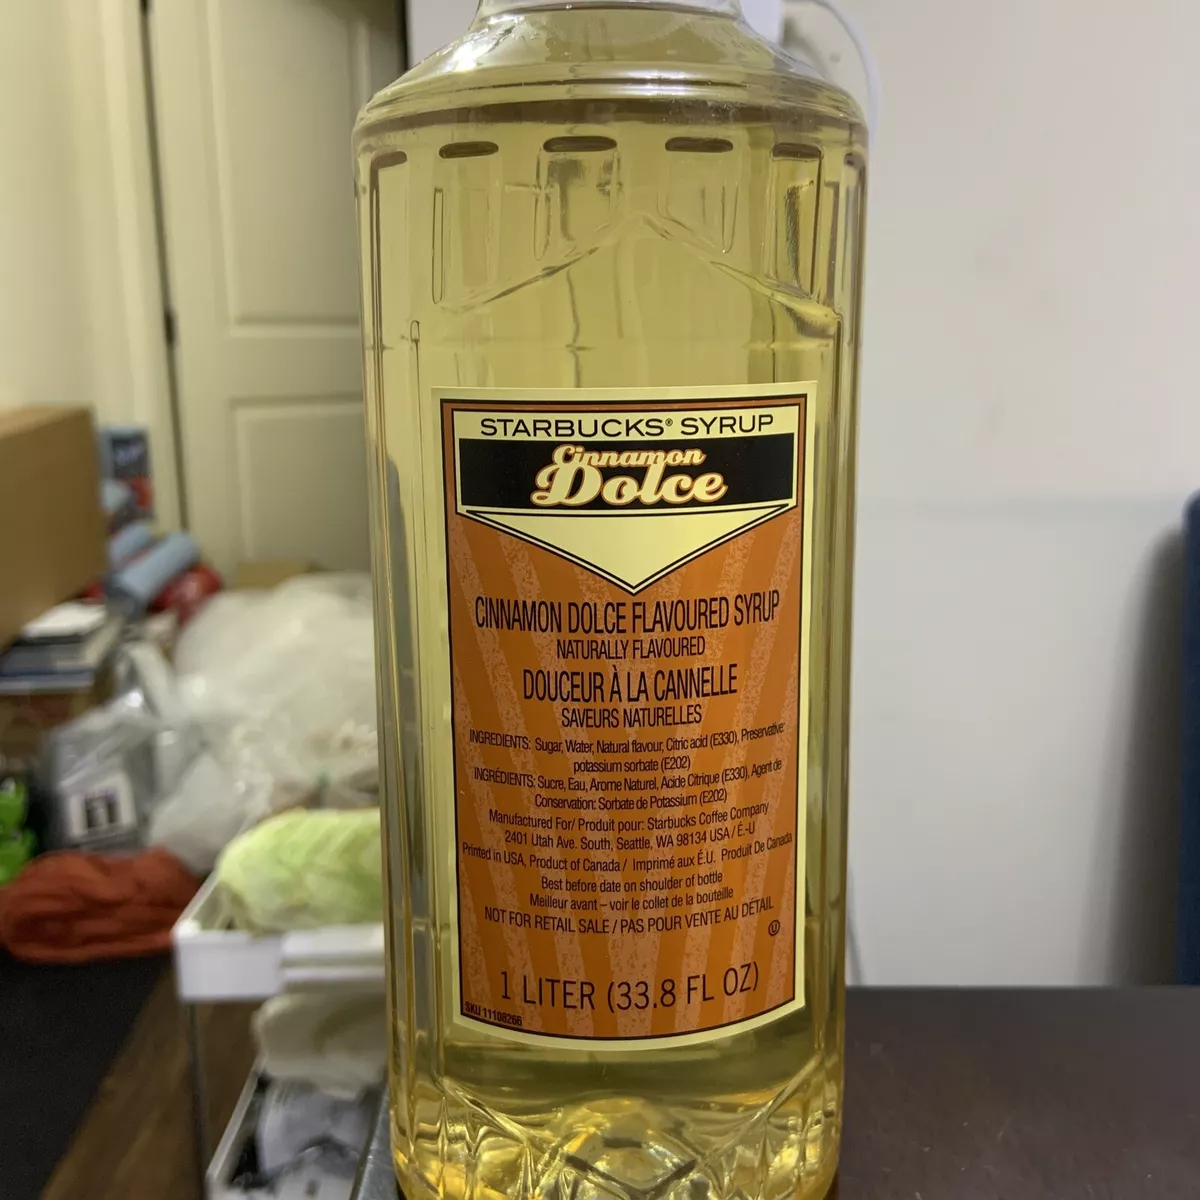 STARBUCKS® SYRUP
Cinnamon
Dolce
CINNAMON DOLCE FLAVOURED SYRUP
NATURALLY FLAVOURED
DOUCEUR À LA CANNELLE
SAVEURS NATURELLES
INGREDIENTS: Sugar, Water, Natural flavour, Citric acid (E330), Preservative:
potassium sorbate (E202)
INGRÉDIENTS: Sucre, Eau, Arome Naturel, Acide Citrique (E330), Agent de
Conservation: Sorbate de Potassium (E202)
Manufactured For/ Produit pour: Starbucks Coffee Company
2401 Utah Ave. South, Seattle, WA 98134 USA / É.-U
Printed in USA, Product of Canada / Imprimé aux É.U. Produit De Canada
Best before date on shoulder of bottle
Meilleur avant – voir le collet de la bouteille
NOT FOR RETAIL SALE / PAS POUR VENTE AU DÉTAIL
U
1 LITER (33.8 FL OZ)
SKU 11108266